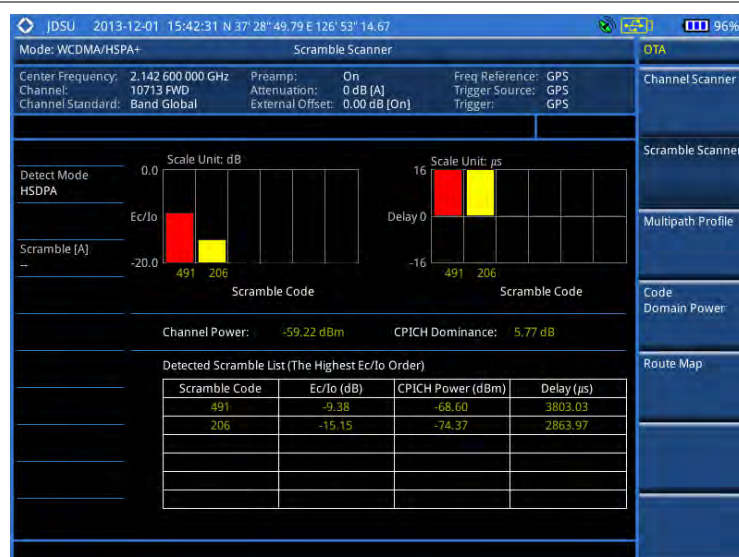 JDSU 2013-12-01 15:42:31 N 37' 28" 49.79 E 126' 53" 14.67 96%
Mode: WCDMA/HSPA+ Scramble Scanner OTA
Center Frequency: 2.142 600 000 GHz Preamp: On Freq Reference: GPS
Channel: 10713 FWD Attenuation: 0 dB [A] Trigger Source: GPS
Channel Standard: Band Global External Offset: 0.00 dB [On] Trigger: GPS
Channel Scanner
Scramble Scanner
Multipath Profile
Code
Domain Power
Route Map
Detect Mode
HSDPA
Scramble [A]
--
Scale Unit: dB
0.0
Ec/Io
-20.0
491 206
Scramble Code
Scale Unit: µs
16
Delay 0
-16
491 206
Scramble Code
Channel Power: -59.22 dBm CPICH Dominance: 5.77 dB
Detected Scramble List (The Highest Ec/Io Order)
Scramble Code Ec/Io (dB) CPICH Power (dBm) Delay (µs)
491 -9.38 -68.60 3803.03
206 -15.15 -74.37 2863.97